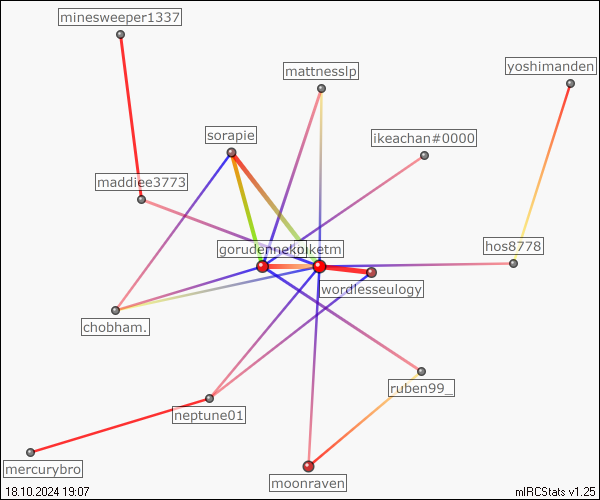 minesweeper1337
mattnesslp
yoshimanden
sorapie
ikeachan#0000
maddiee3773
hos8778
wordlesseulogy
chobham.
ruben99_
neptune01
mercurybro
moonraven
18.10.2024 19:07
mIRCStats v1.25